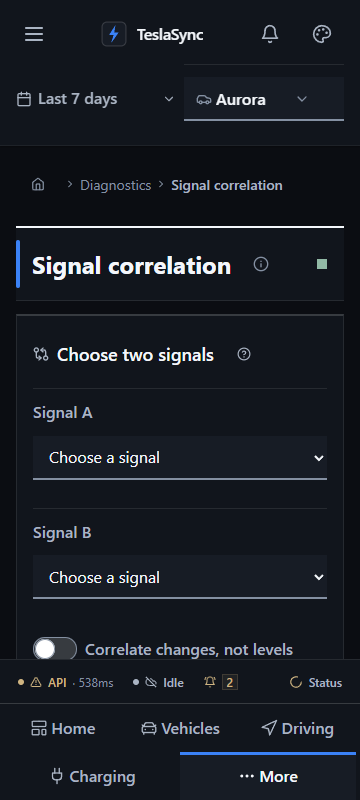 TeslaSync
Last 7 days
Aurora
Diagnostics
Signal correlation
Signal correlation
Choose two signals
Signal A
Choose a signal
Signal B
Choose a signal
Correlate changes, not levels
API · 538ms
Idle
2
Status
Home
Vehicles
Driving
Charging
More